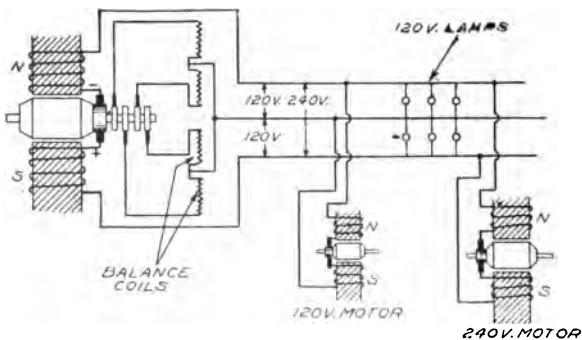 120V. LAMPS
N
-
120V. 240V.
120V.
+
S
BALANCE
COILS
N
S
120V. MOTOR
N
S
240V. MOTOR